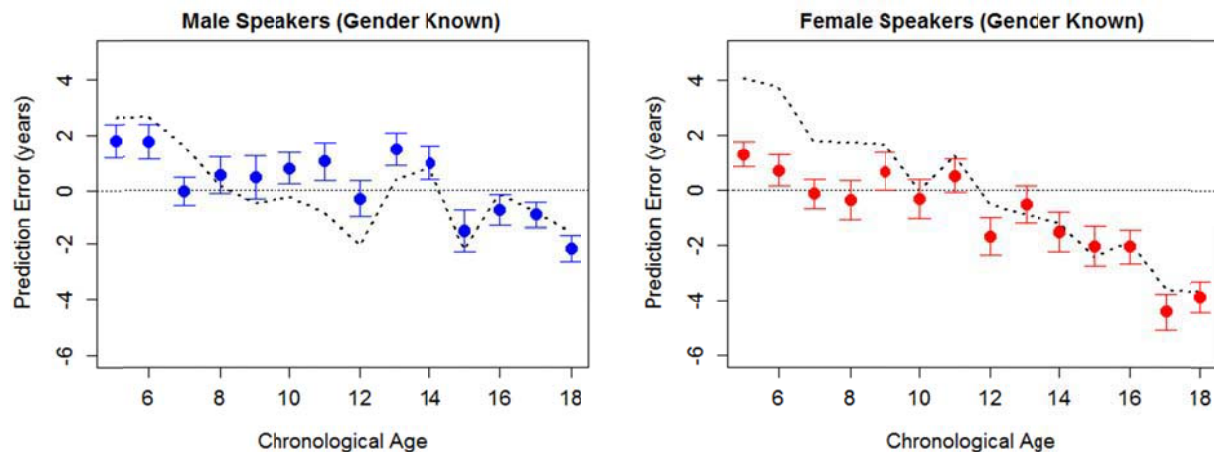 Male Speakers (Gender Known)
Prediction Error (years)
4
2
0
-2
-4
-6
6 8 10 12 14 16 18
Chronological Age
Female Speakers (Gender Known)
Prediction Error (years)
4
2
0
-2
-4
-6
6 8 10 12 14 16 18
Chronological Age